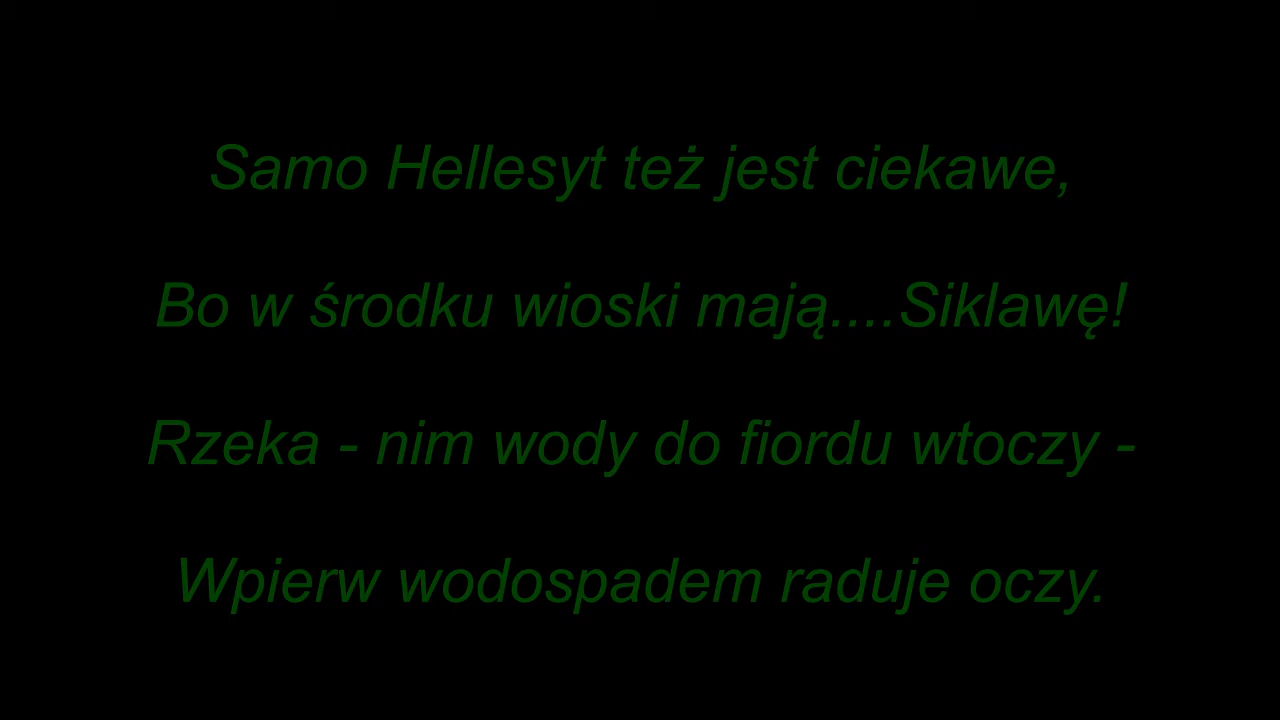 Samo Hellesyt też jest ciekawe,
Bo w środku wioski mają....Siklawę!
Rzeka - nim wody do fiordu wtoczy -
Wpierw wodospadem raduje oczy.